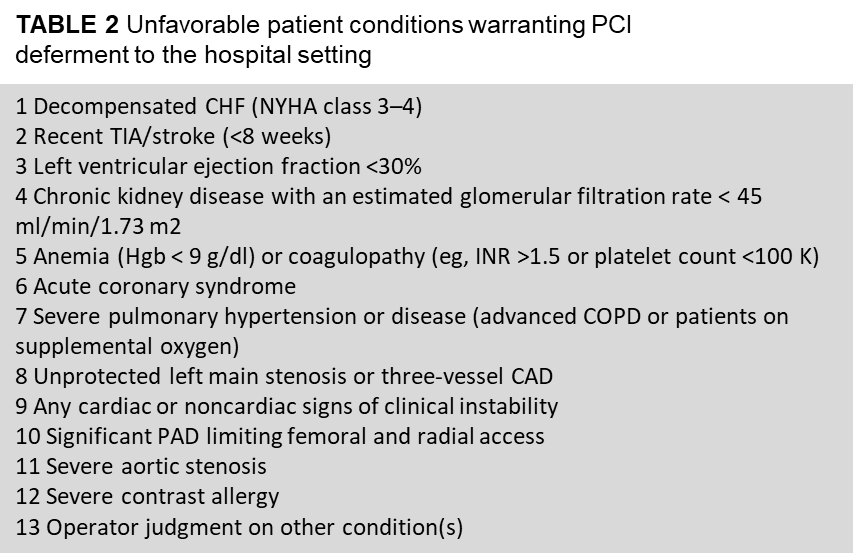 TABLE 2 Unfavorable patient conditions warranting PCI
deferment to the hospital setting
1 Decompensated CHF (NYHA class 3–4)
2 Recent TIA/stroke (<8 weeks)
3 Left ventricular ejection fraction <30%
4 Chronic kidney disease with an estimated glomerular filtration rate < 45
ml/min/1.73 m2
5 Anemia (Hgb < 9 g/dl) or coagulopathy (eg, INR >1.5 or platelet count <100 K)
6 Acute coronary syndrome
7 Severe pulmonary hypertension or disease (advanced COPD or patients on
supplemental oxygen)
8 Unprotected left main stenosis or three-vessel CAD
9 Any cardiac or noncardiac signs of clinical instability
10 Significant PAD limiting femoral and radial access
11 Severe aortic stenosis
12 Severe contrast allergy
13 Operator judgment on other condition(s)